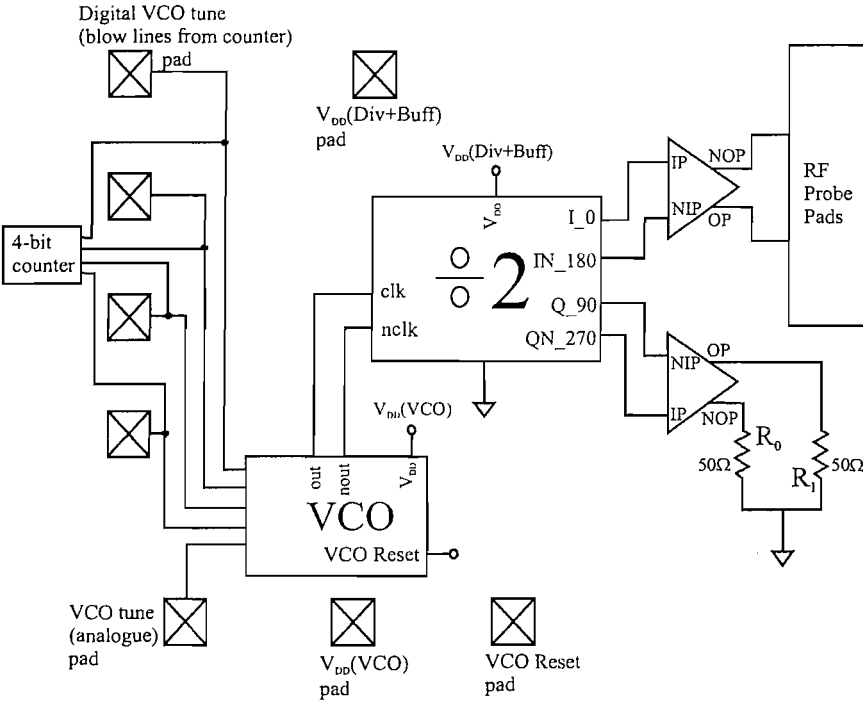 Digital VCO tune
(blow lines from counter)
pad
V_DD(Div+Buff)
pad
V_DD(Div+Buff)
V_DD
I_0
IN_180
Q_90
QN_270
clk
nclk
÷ 2
IP
NIP
NOP
OP
RF
Probe
Pads
4-bit
counter
NIP
IP
OP
NOP
R_0
50Ω
R_1
50Ω
V_DD(VCO)
out
nout
V_DD
VCO
VCO Reset
VCO tune
(analogue)
pad
V_DD(VCO)
pad
VCO Reset
pad